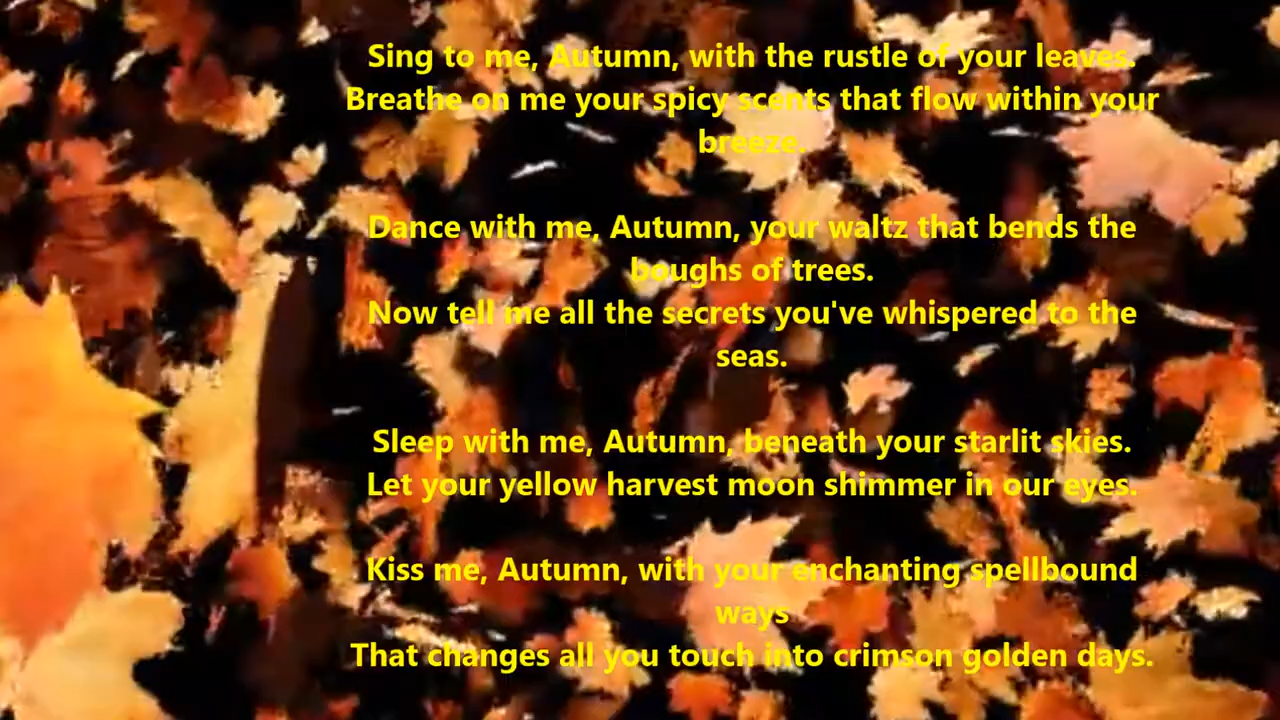 Sing to me, Autumn, with the rustle of your leaves.
Breathe on me your spicy scents that flow within your
breeze.
Dance with me, Autumn, your waltz that bends the
boughs of trees.
Now tell me all the secrets you've whispered to the
seas.
Sleep with me, Autumn, beneath your starlit skies.
Let your yellow harvest moon shimmer in our eyes.
Kiss me, Autumn, with your enchanting spellbound
ways
That changes all you touch into crimson golden days.